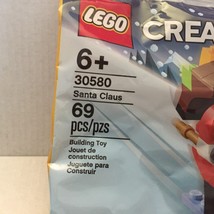 LEGO CREA
6+
30580
Santa Claus
69
pcs/pzs
Building Toy
Jouet de
construction
Juguete para
Construir